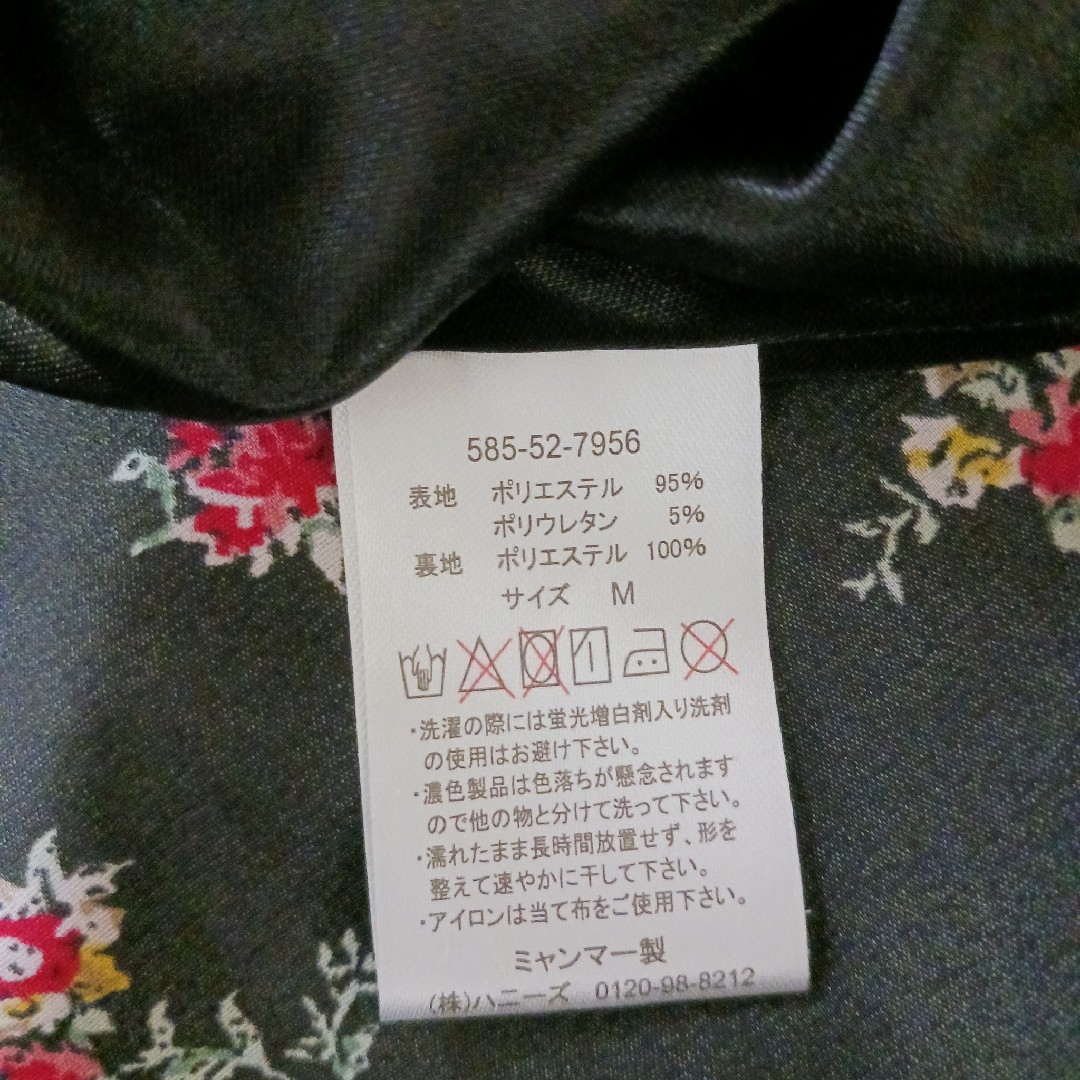 585-52-7956
表地 ポリエステル 95%
ポリウレタン 5%
裏地 ポリエステル 100%
サイズ M
・洗濯の際には蛍光増白剤入り洗剤
の使用はお避け下さい。
・濃色製品は色落ちが懸念されます
ので他の物と分けて洗って下さい。
・濡れたまま長時間放置せず、形を
整えて速やかに干して下さい。
・アイロンは当て布をご使用下さい。
ミャンマー製
(株)ハニーズ 0120-98-8212